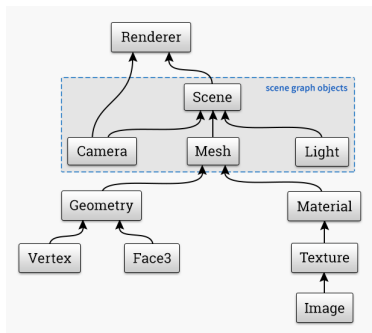 Renderer
scene graph objects
Scene
Camera
Mesh
Light
Geometry
Material
Vertex
Face3
Texture
Image